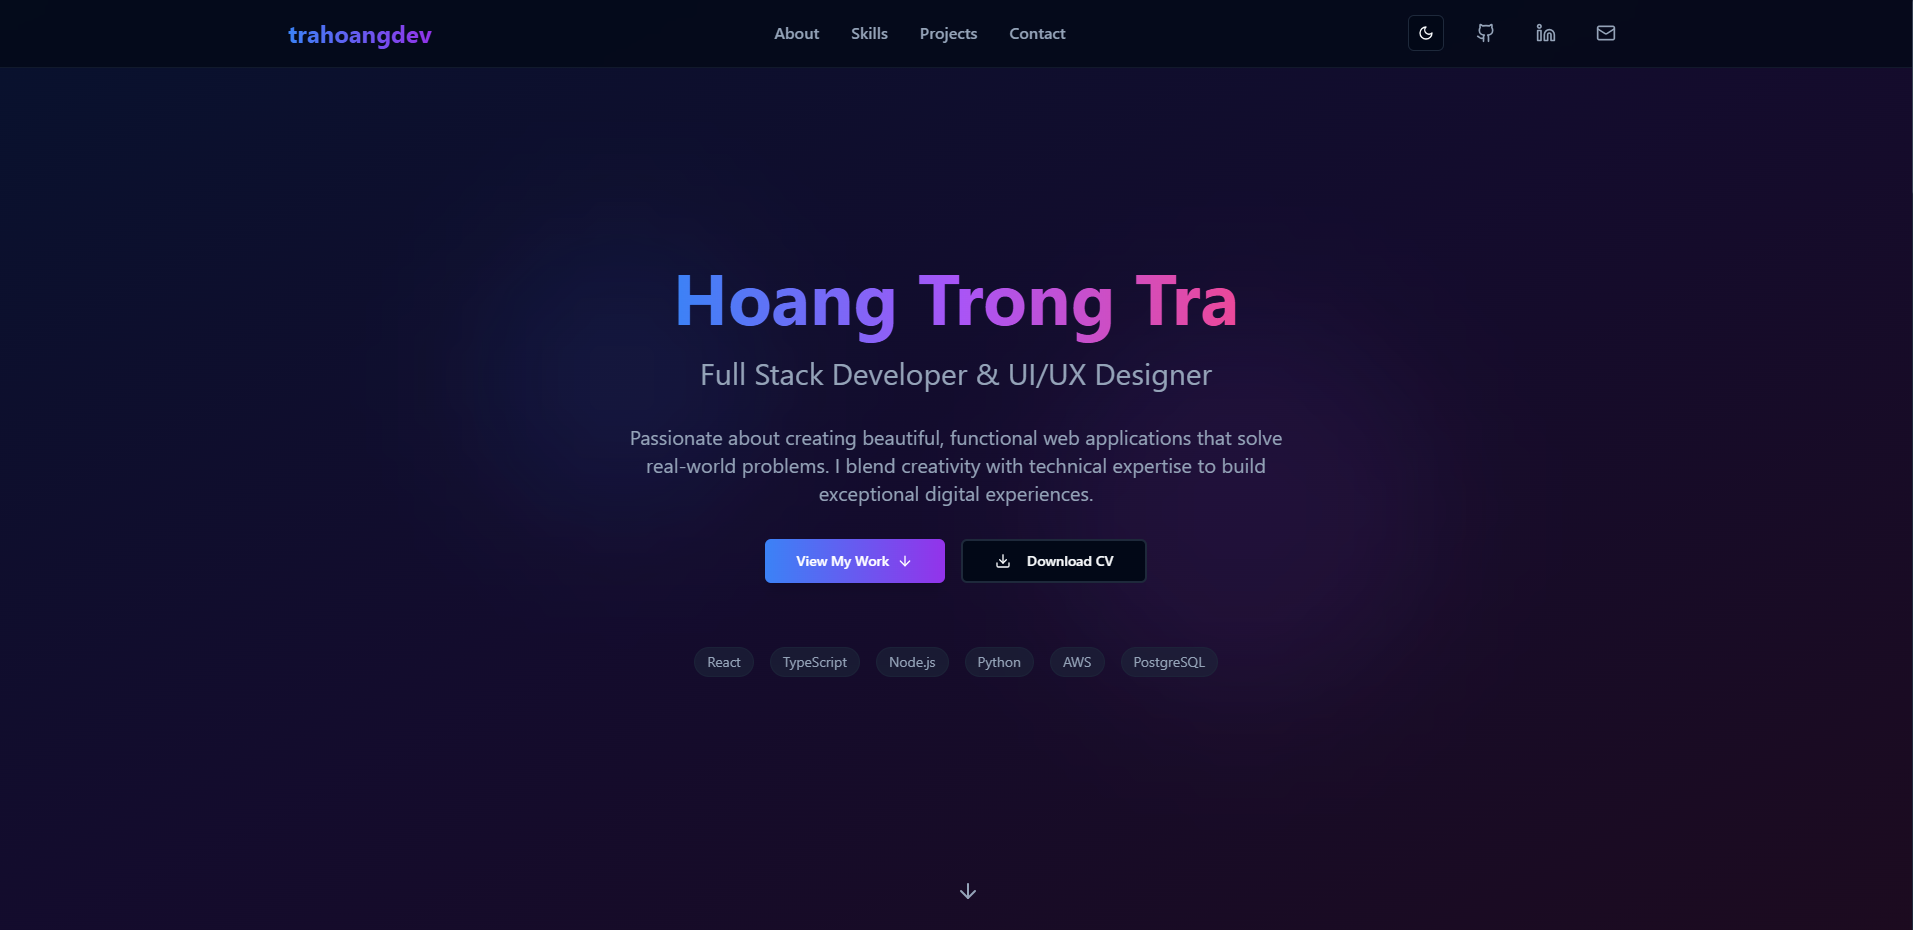 trahoangdev
About Skills Projects Contact
Hoang Trong Tra
Full Stack Developer & UI/UX Designer
Passionate about creating beautiful, functional web applications that solve
real-world problems. I blend creativity with technical expertise to build
exceptional digital experiences.
View My Work
Download CV
React TypeScript Node.js Python AWS PostgreSQL